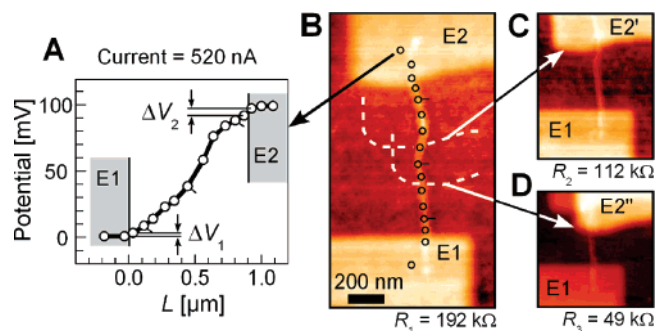 A
Current = 520 nA
Potential [mV]
100
50
0
ΔV2
ΔV1
E1
E2
0.0
0.5
1.0
L [μm]
B
E2
E1
200 nm
R1 = 192 kΩ
C
E2'
E1
R2 = 112 kΩ
D
E2"
E1
R3 = 49 kΩ